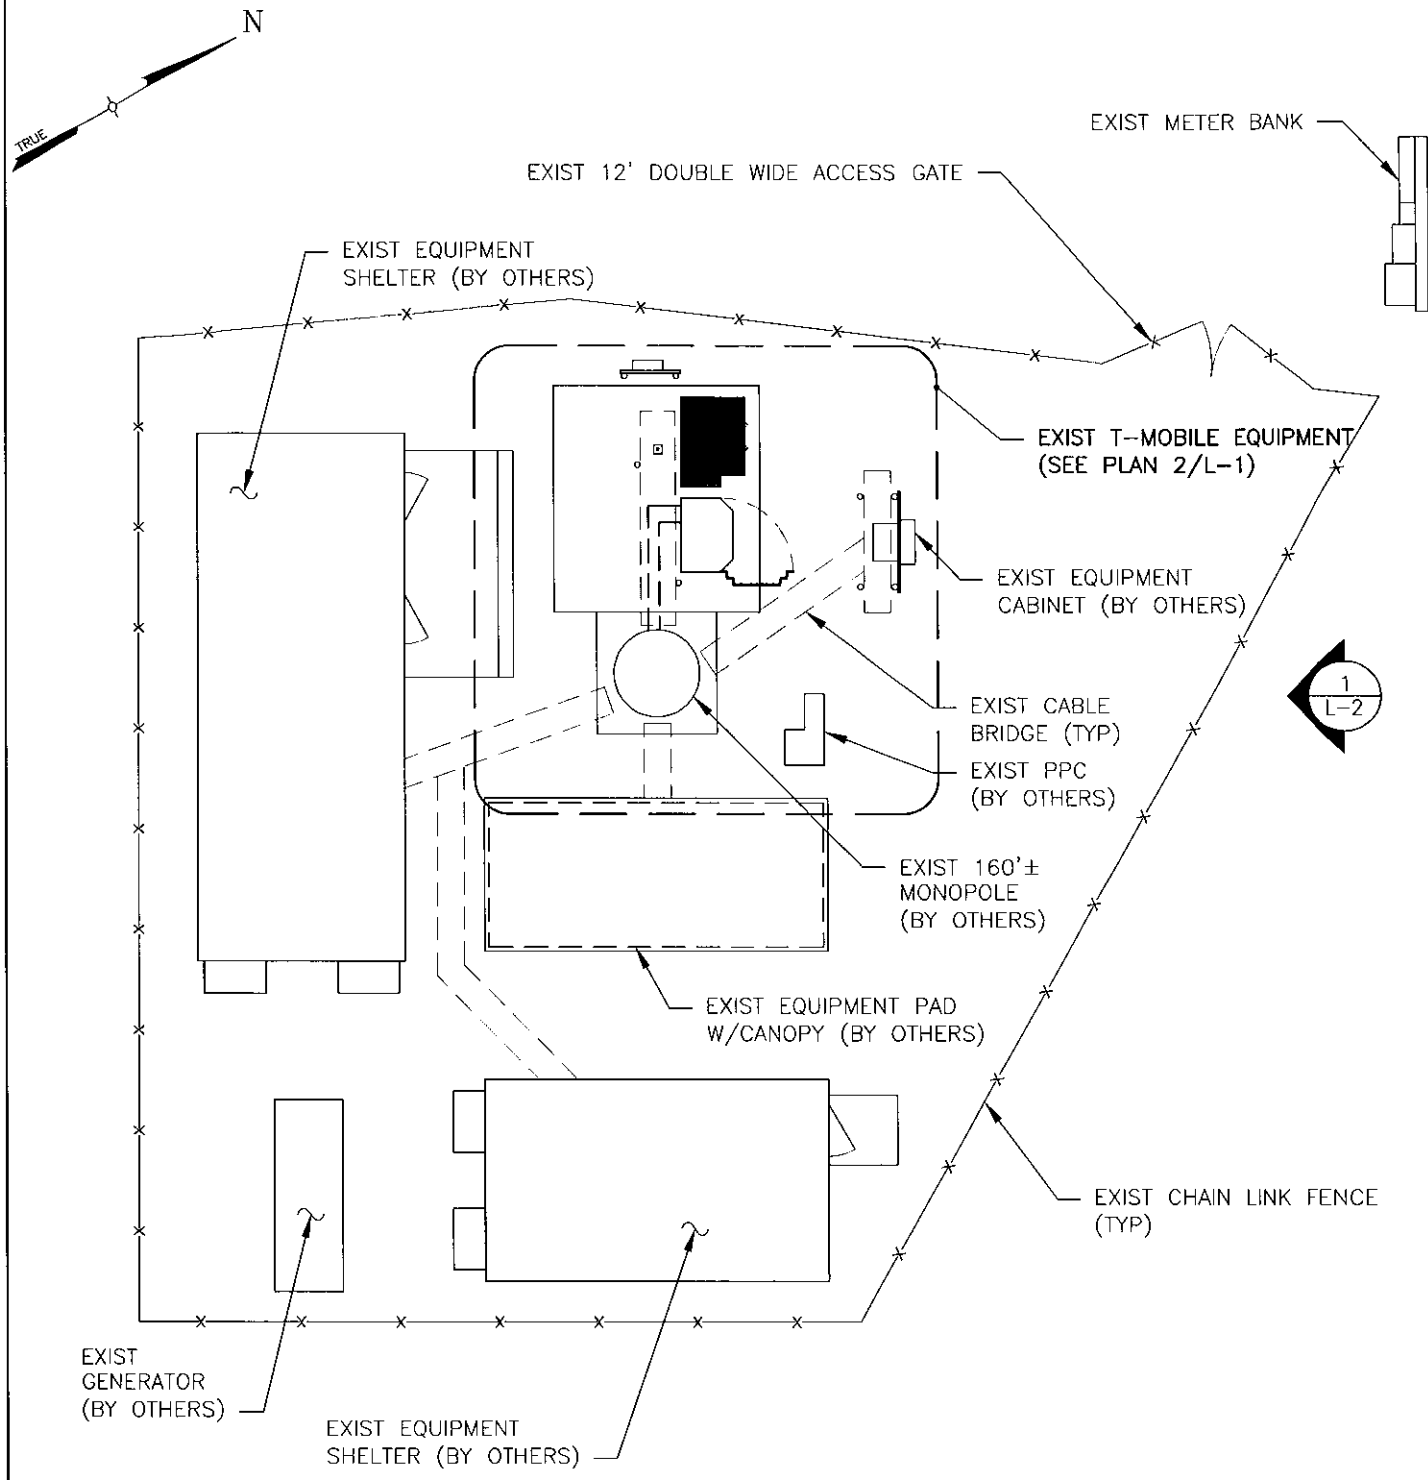 N
TRUE
EXIST METER BANK
EXIST 12' DOUBLE WIDE ACCESS GATE
EXIST EQUIPMENT
SHELTER (BY OTHERS)
EXIST T-MOBILE EQUIPMENT
(SEE PLAN 2/L-1)
EXIST EQUIPMENT
CABINET (BY OTHERS)
1
L-2
EXIST CABLE
BRIDGE (TYP)
EXIST PPC
(BY OTHERS)
EXIST 160'±
MONOPOLE
(BY OTHERS)
EXIST EQUIPMENT PAD
W/CANOPY (BY OTHERS)
EXIST CHAIN LINK FENCE
(TYP)
EXIST
GENERATOR
(BY OTHERS)
EXIST EQUIPMENT
SHELTER (BY OTHERS)